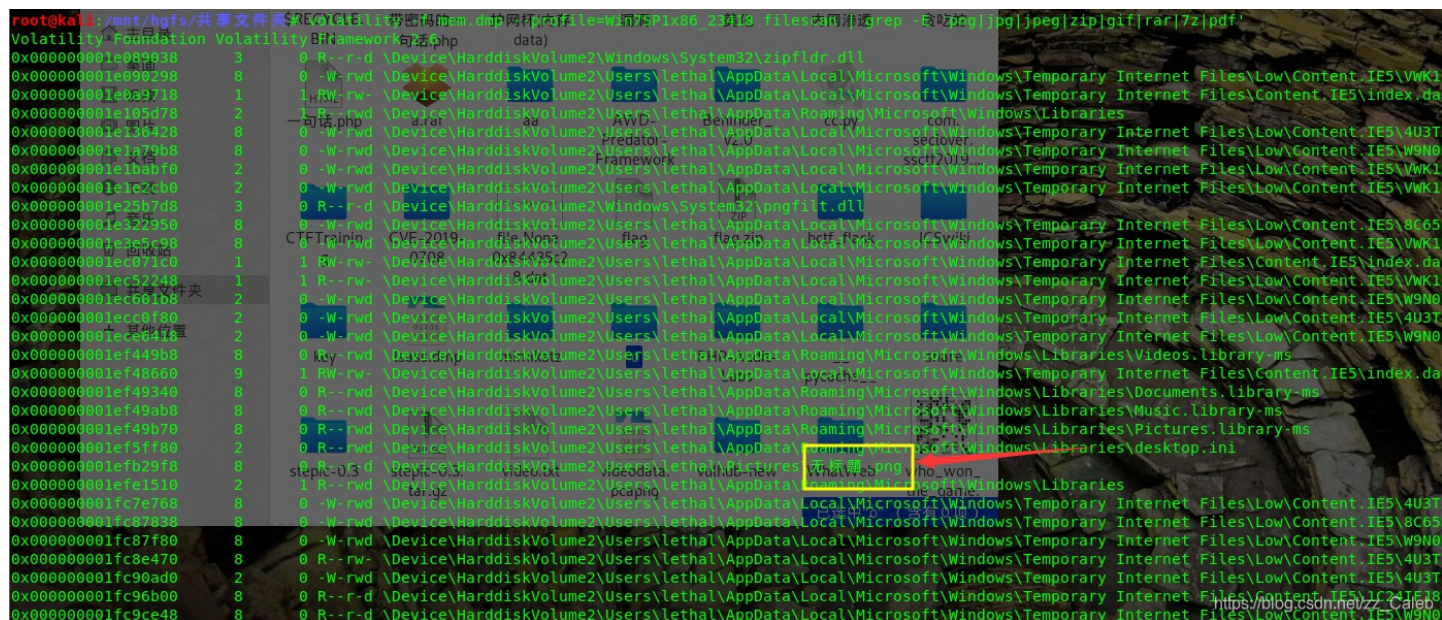 root@kali:/mnt/hgfs/共享文件夹# volatility -f mem.dmp --profile=Win7SP1x86_23418 filescan | grep -E 'png|jpg|jpeg|zip|gif|rar|7z|pdf'
Volatility Foundation Volatility Framework 2.6
0x000000001e089038 3 0 R--r-d \Device\HarddiskVolume2\Windows\System32\zipfldr.dll
0x000000001e090298 8 0 -W-rwd \Device\HarddiskVolume2\Users\lethal\AppData\Local\Microsoft\Windows\Temporary Internet Files\Low\Content.IE5\VWK1
0x000000001e0a9718 1 1 RW-rw- \Device\HarddiskVolume2\Users\lethal\AppData\Local\Microsoft\Windows\Temporary Internet Files\Content.IE5\index.da
0x000000001e105d78 2 1 R--rwd \Device\HarddiskVolume2\Users\lethal\AppData\Roaming\Microsoft\Windows\Libraries
0x000000001e136428 8 0 -W-rwd \Device\HarddiskVolume2\Users\lethal\AppData\Local\Microsoft\Windows\Temporary Internet Files\Low\Content.IE5\4U3T
0x000000001e1a79b8 8 0 -W-rwd \Device\HarddiskVolume2\Users\lethal\AppData\Local\Microsoft\Windows\Temporary Internet Files\Low\Content.IE5\W9N0
0x000000001e1babf0 2 0 -W-rwd \Device\HarddiskVolume2\Users\lethal\AppData\Local\Microsoft\Windows\Temporary Internet Files\Low\Content.IE5\VWK1
0x000000001e1e2cb0 2 0 -W-rwd \Device\HarddiskVolume2\Users\lethal\AppData\Local\Microsoft\Windows\Temporary Internet Files\Low\Content.IE5\VWK1
0x000000001e25b7d8 3 0 R--r-d \Device\HarddiskVolume2\Windows\System32\pngfilt.dll
0x000000001e322950 8 0 -W-rwd \Device\HarddiskVolume2\Users\lethal\AppData\Local\Microsoft\Windows\Temporary Internet Files\Low\Content.IE5\8C65
0x000000001e3e5c98 8 0 -W-rwd \Device\HarddiskVolume2\Users\lethal\AppData\Local\Microsoft\Windows\Temporary Internet Files\Low\Content.IE5\VWK1
0x000000001ec071c0 1 1 RW-rw- \Device\HarddiskVolume2\Users\lethal\AppData\Local\Microsoft\Windows\Temporary Internet Files\Content.IE5\index.da
0x000000001ec52248 1 1 R--rw- \Device\HarddiskVolume2\Users\lethal\AppData\Local\Microsoft\Windows\Temporary Internet Files\Low\Content.IE5\VWK1
0x000000001ec601b8 2 0 -W-rwd \Device\HarddiskVolume2\Users\lethal\AppData\Local\Microsoft\Windows\Temporary Internet Files\Low\Content.IE5\W9N0
0x000000001ecc0f80 2 0 -W-rwd \Device\HarddiskVolume2\Users\lethal\AppData\Local\Microsoft\Windows\Temporary Internet Files\Low\Content.IE5\4U3T
0x000000001ece6418 2 0 -W-rwd \Device\HarddiskVolume2\Users\lethal\AppData\Local\Microsoft\Windows\Temporary Internet Files\Low\Content.IE5\W9N0
0x000000001ef449b8 8 0 R--rwd \Device\HarddiskVolume2\Users\lethal\AppData\Roaming\Microsoft\Windows\Libraries\Videos.library-ms
0x000000001ef48660 9 1 RW-rw- \Device\HarddiskVolume2\Users\lethal\AppData\Local\Microsoft\Windows\Temporary Internet Files\Content.IE5\index.da
0x000000001ef49340 8 0 R--rwd \Device\HarddiskVolume2\Users\lethal\AppData\Roaming\Microsoft\Windows\Libraries\Documents.library-ms
0x000000001ef49ab8 8 0 R--rwd \Device\HarddiskVolume2\Users\lethal\AppData\Roaming\Microsoft\Windows\Libraries\Music.library-ms
0x000000001ef49b70 8 0 R--rwd \Device\HarddiskVolume2\Users\lethal\AppData\Roaming\Microsoft\Windows\Libraries\Pictures.library-ms
0x000000001ef5ff80 2 0 R--rwd \Device\HarddiskVolume2\Users\lethal\AppData\Roaming\Microsoft\Windows\Libraries\desktop.ini
0x000000001efb29f8 8 0 R--r-d \Device\HarddiskVolume2\Users\lethal\Pictures\无标题.png
0x000000001efe1510 2 1 R--rwd \Device\HarddiskVolume2\Users\lethal\AppData\Roaming\Microsoft\Windows\Libraries
0x000000001fc7e768 8 0 -W-rwd \Device\HarddiskVolume2\Users\lethal\AppData\Local\Microsoft\Windows\Temporary Internet Files\Low\Content.IE5\4U3T
0x000000001fc87838 8 0 -W-rwd \Device\HarddiskVolume2\Users\lethal\AppData\Local\Microsoft\Windows\Temporary Internet Files\Low\Content.IE5\8C65
0x000000001fc87f80 8 0 -W-rwd \Device\HarddiskVolume2\Users\lethal\AppData\Local\Microsoft\Windows\Temporary Internet Files\Low\Content.IE5\W9N0
0x000000001fc8e470 8 0 R--rw- \Device\HarddiskVolume2\Users\lethal\AppData\Local\Microsoft\Windows\Temporary Internet Files\Low\Content.IE5\4U3T
0x000000001fc90ad0 2 0 -W-rwd \Device\HarddiskVolume2\Users\lethal\AppData\Local\Microsoft\Windows\Temporary Internet Files\Low\Content.IE5\4U3T
0x000000001fc96b00 8 0 R--r-d \Device\HarddiskVolume2\Users\lethal\AppData\Local\Microsoft\Windows\Temporary Internet Files\Low\Content.IE5\1C24IEJ8
0x000000001fc9ce48 8 0 R--r-d \Device\HarddiskVolume2\Users\lethal\AppData\Local\Microsoft\Windows\Temporary Internet Files\Low\Content.IE5\W9N0
https://blog.csdn.net/zz_Caleb